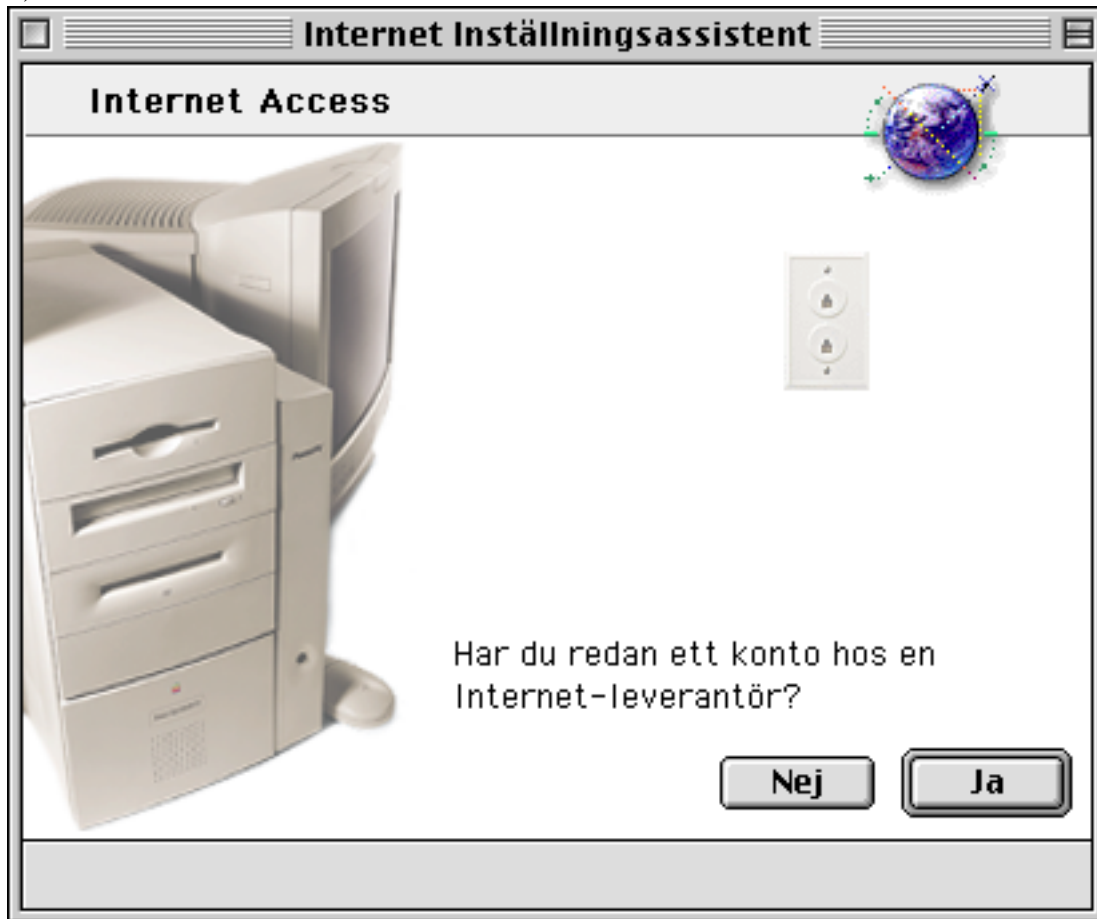 Internet Inställningsassistent
Internet Access
Har du redan ett konto hos en
Internet-leverantör?
Nej
Ja